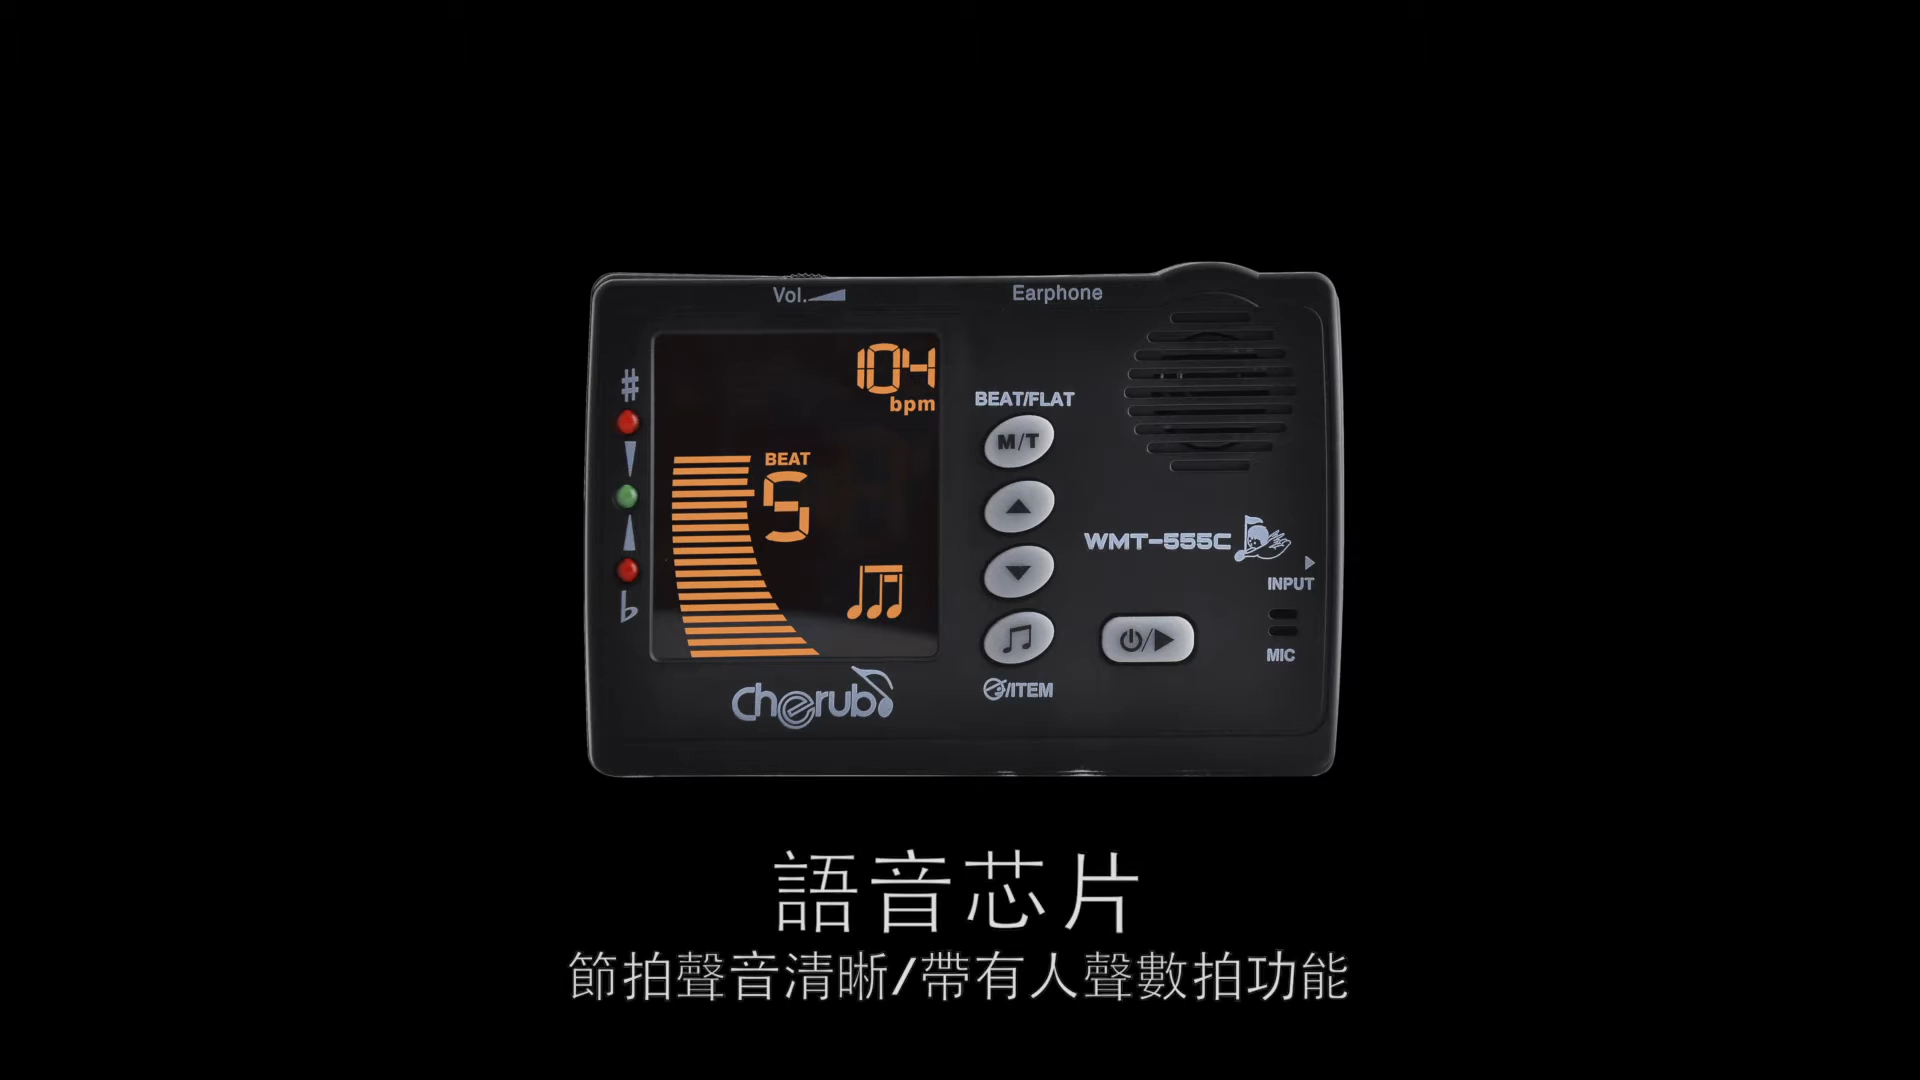 Vol.
Earphone
104
bpm
BEAT/FLAT
M/T
BEAT
5
WMT-555C
INPUT
MIC
/ITEM
cherub
語音芯片
節拍聲音清晰/帶有人聲數拍功能